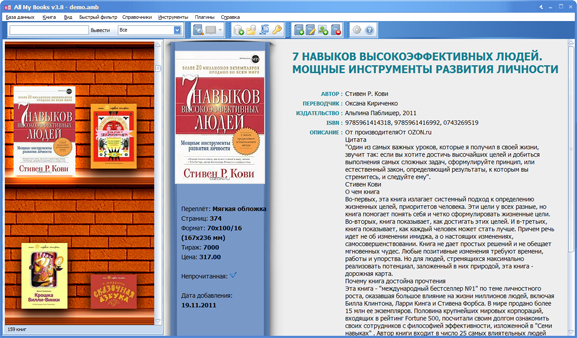 All My Books v3.8 - demo.amb
База данных Книга Вид Быстрый фильтр Справочники Инструменты Плагины Справка
Вывести Все
Более 20 миллионов экземпляров
продано во всем мире
7 НАВЫКОВ
ВЫСОКОЭФФЕКТИВНЫХ
ЛЮДЕЙ
Мощные инструменты
развития личности
Стивен Р. Кови
Крошка
Вилли-Винки
СКАЗОЧНАЯ
АЗБУКА
159 книг
Переплёт: Мягкая обложка
Страниц: 374
Формат: 70x100/16
(167x236 мм)
Тираж: 7000
Цена: 317.00
Непрочитанная:
Дата добавления:
19.11.2011
7 НАВЫКОВ ВЫСОКОЭФФЕКТИВНЫХ ЛЮДЕЙ.
МОЩНЫЕ ИНСТРУМЕНТЫ РАЗВИТИЯ ЛИЧНОСТИ
АВТОР : Стивен Р. Кови
ПЕРЕВОДЧИК : Оксана Кириченко
ИЗДАТЕЛЬСТВО : Альпина Паблишер, 2011
ISBN : 9785961414318, 9785961416992, 0743269519
ОПИСАНИЕ : От производителяОт OZON.ru
Цитата
"Один из самых важных уроков, которые я получил в своей жизни,
звучит так: если вы хотите достичь высочайших целей и добиться
выполнения самых сложных задач, сформулируйте принцип, или
естественный закон, определяющий результаты, к которым вы
стремитесь, и следуйте ему".
Стивен Кови
О чем книга
Во-первых, эта книга излагает системный подход к определению
жизненных целей, приоритетов человека. Эти цели у всех разные, но
книга помогает понять себя и четко сформулировать жизненные цели.
Во-вторых, книга показывает, как достигать этих целей. И в-третьих,
книга показывает, как каждый человек может стать лучше. Причем речь
идет не об изменении имиджа, а о настоящих изменениях,
самосовершенствовании. Книга не дает простых решений и не обещает
мгновенных чудес. Любые позитивные изменения требуют времени,
работы и упорства. Но для людей, стремящихся максимально
реализовать потенциал, заложенный в них природой, эта книга -
дорожная карта.
Почему книга достойна прочтения
Эта книга - "международный бестселлер №1" по теме личностного
роста, оказавшая большое влияние на жизни миллионов людей, включая
Билла Клинтона, Ларри Кинга и Стивена Форбса. В мире продано более
15 млн ее экземпляров. Половина крупнейших мировых корпораций,
входящих в рейтинг Fortune 500, посчитали своим долгом ознакомить
своих сотрудников с философией эффективности, изложенной в "Семи
навыках" . Автор книги входит в число 25 самых влиятельных людей